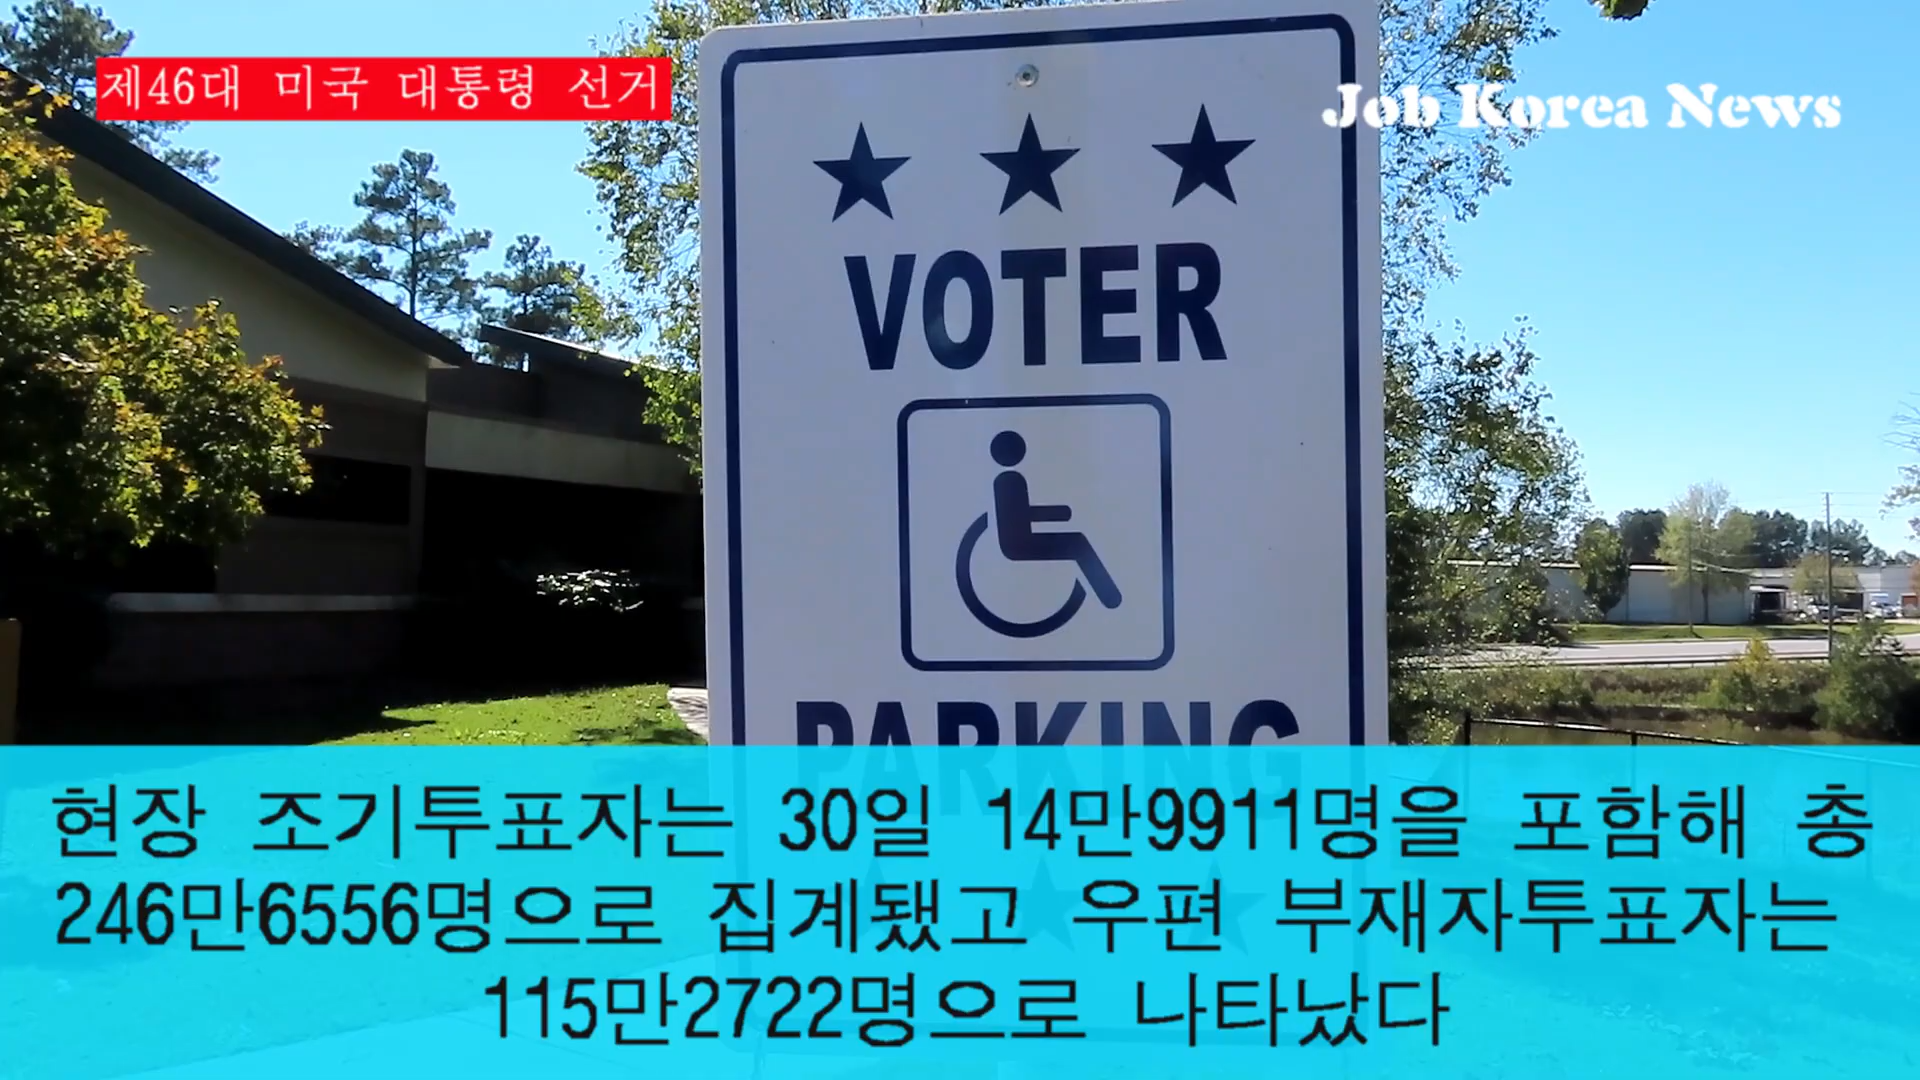 제46대 미국 대통령 선거
Job Korea News
VOTER
PARKING
현장 조기투표자는 30일 14만9911명을 포함해 총
246만6556명으로 집계됐고 우편 부재자투표자는
115만2722명으로 나타났다